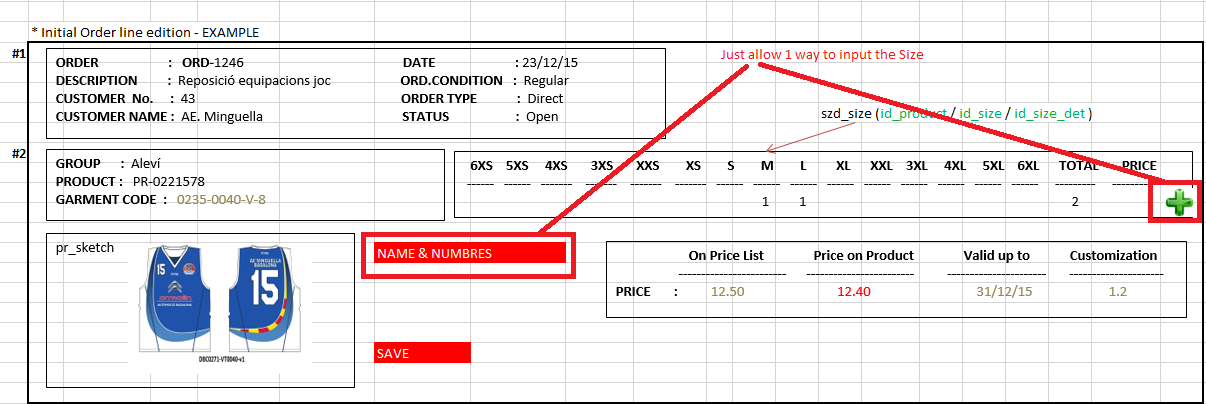 * Initial Order line edition - EXAMPLE
#1
ORDER : ORD-1246 DATE : 23/12/15
DESCRIPTION : Reposició equipacions joc ORD.CONDITION : Regular
CUSTOMER No. : 43 ORDER TYPE : Direct
CUSTOMER NAME : AE. Minguella STATUS : Open
Just allow 1 way to input the Size
szd_size (id_product / id_size / id_size_det )
#2
GROUP : Aleví
PRODUCT : PR-0221578
GARMENT CODE : 0235-0040-V-8
6XS 5XS 4XS 3XS XXS XS S M L XL XXL 3XL 4XL 5XL 6XL TOTAL PRICE
1 1 2
pr_sketch
15
CITROËN
AE MINGUELLA
BADALONA
15
DBC0271-VT0040-v1
NAME & NUMBRES
SAVE
On Price List Price on Product Valid up to Customization
PRICE : 12.50 12.40 31/12/15 1.2